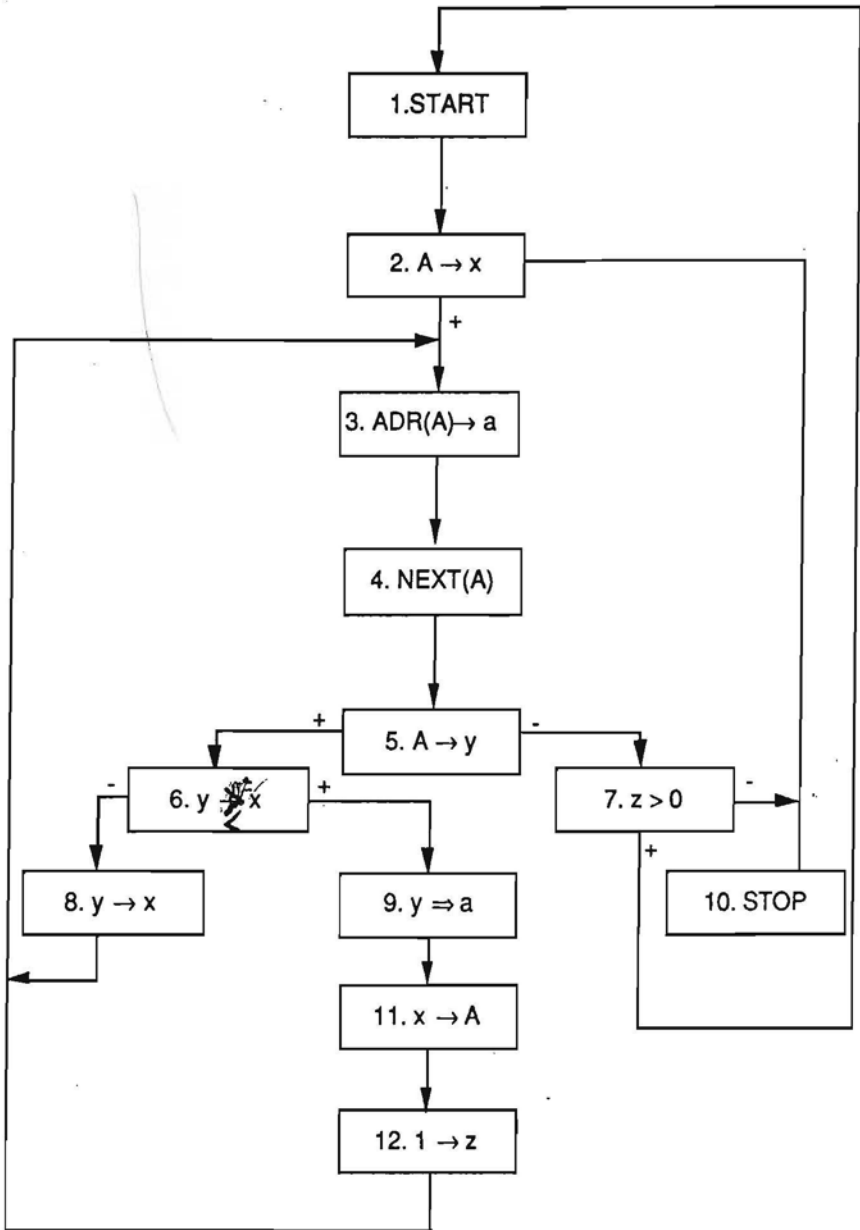 1.START
2. A → x
+
3. ADR(A) → a
4. NEXT(A)
+
5. A → y
-
-
6. y < x
+
7. z > 0
-
+
8. y → x
9. y ⇒ a
10. STOP
11. x → A
12. 1 → z